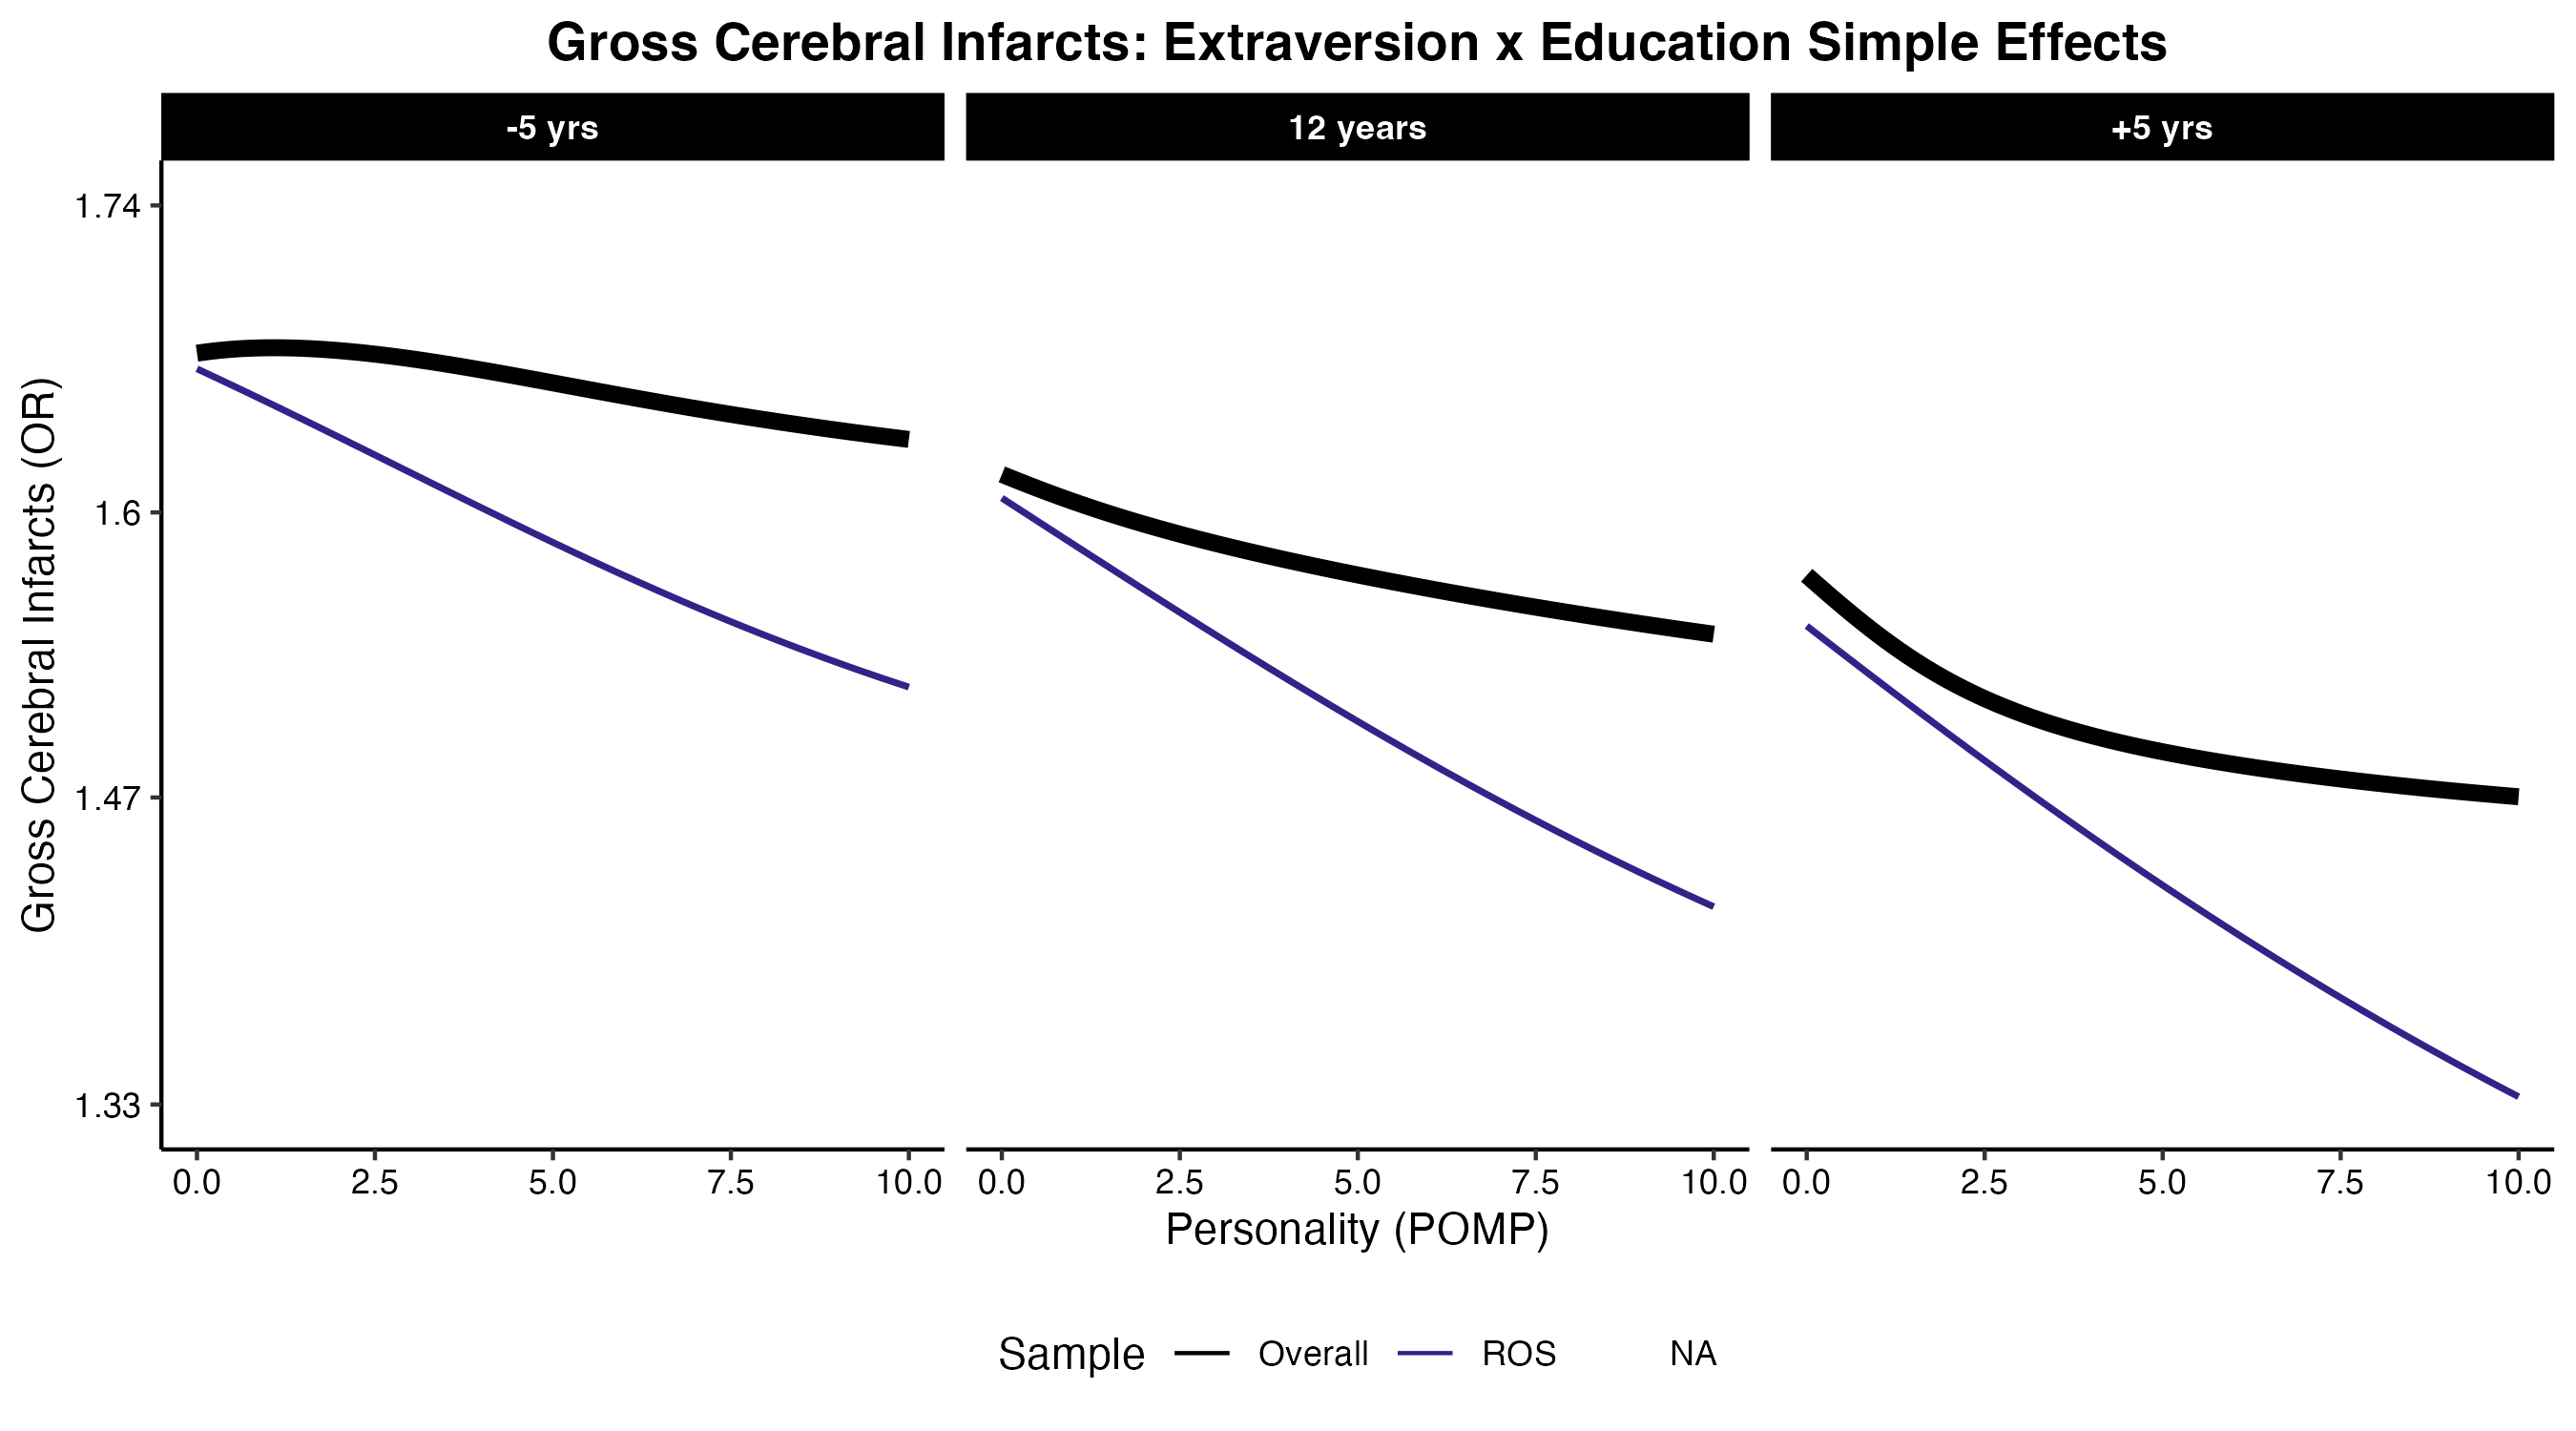 Gross Cerebral Infarcts: Extraversion x Education Simple Effects
-5 yrs 12 years +5 yrs
Gross Cerebral Infarcts (OR)
1.74
1.6
1.47
1.33
0.0 2.5 5.0 7.5 10.0 0.0 2.5 5.0 7.5 10.0 0.0 2.5 5.0 7.5 10.0
Personality (POMP)
Sample Overall ROS NA